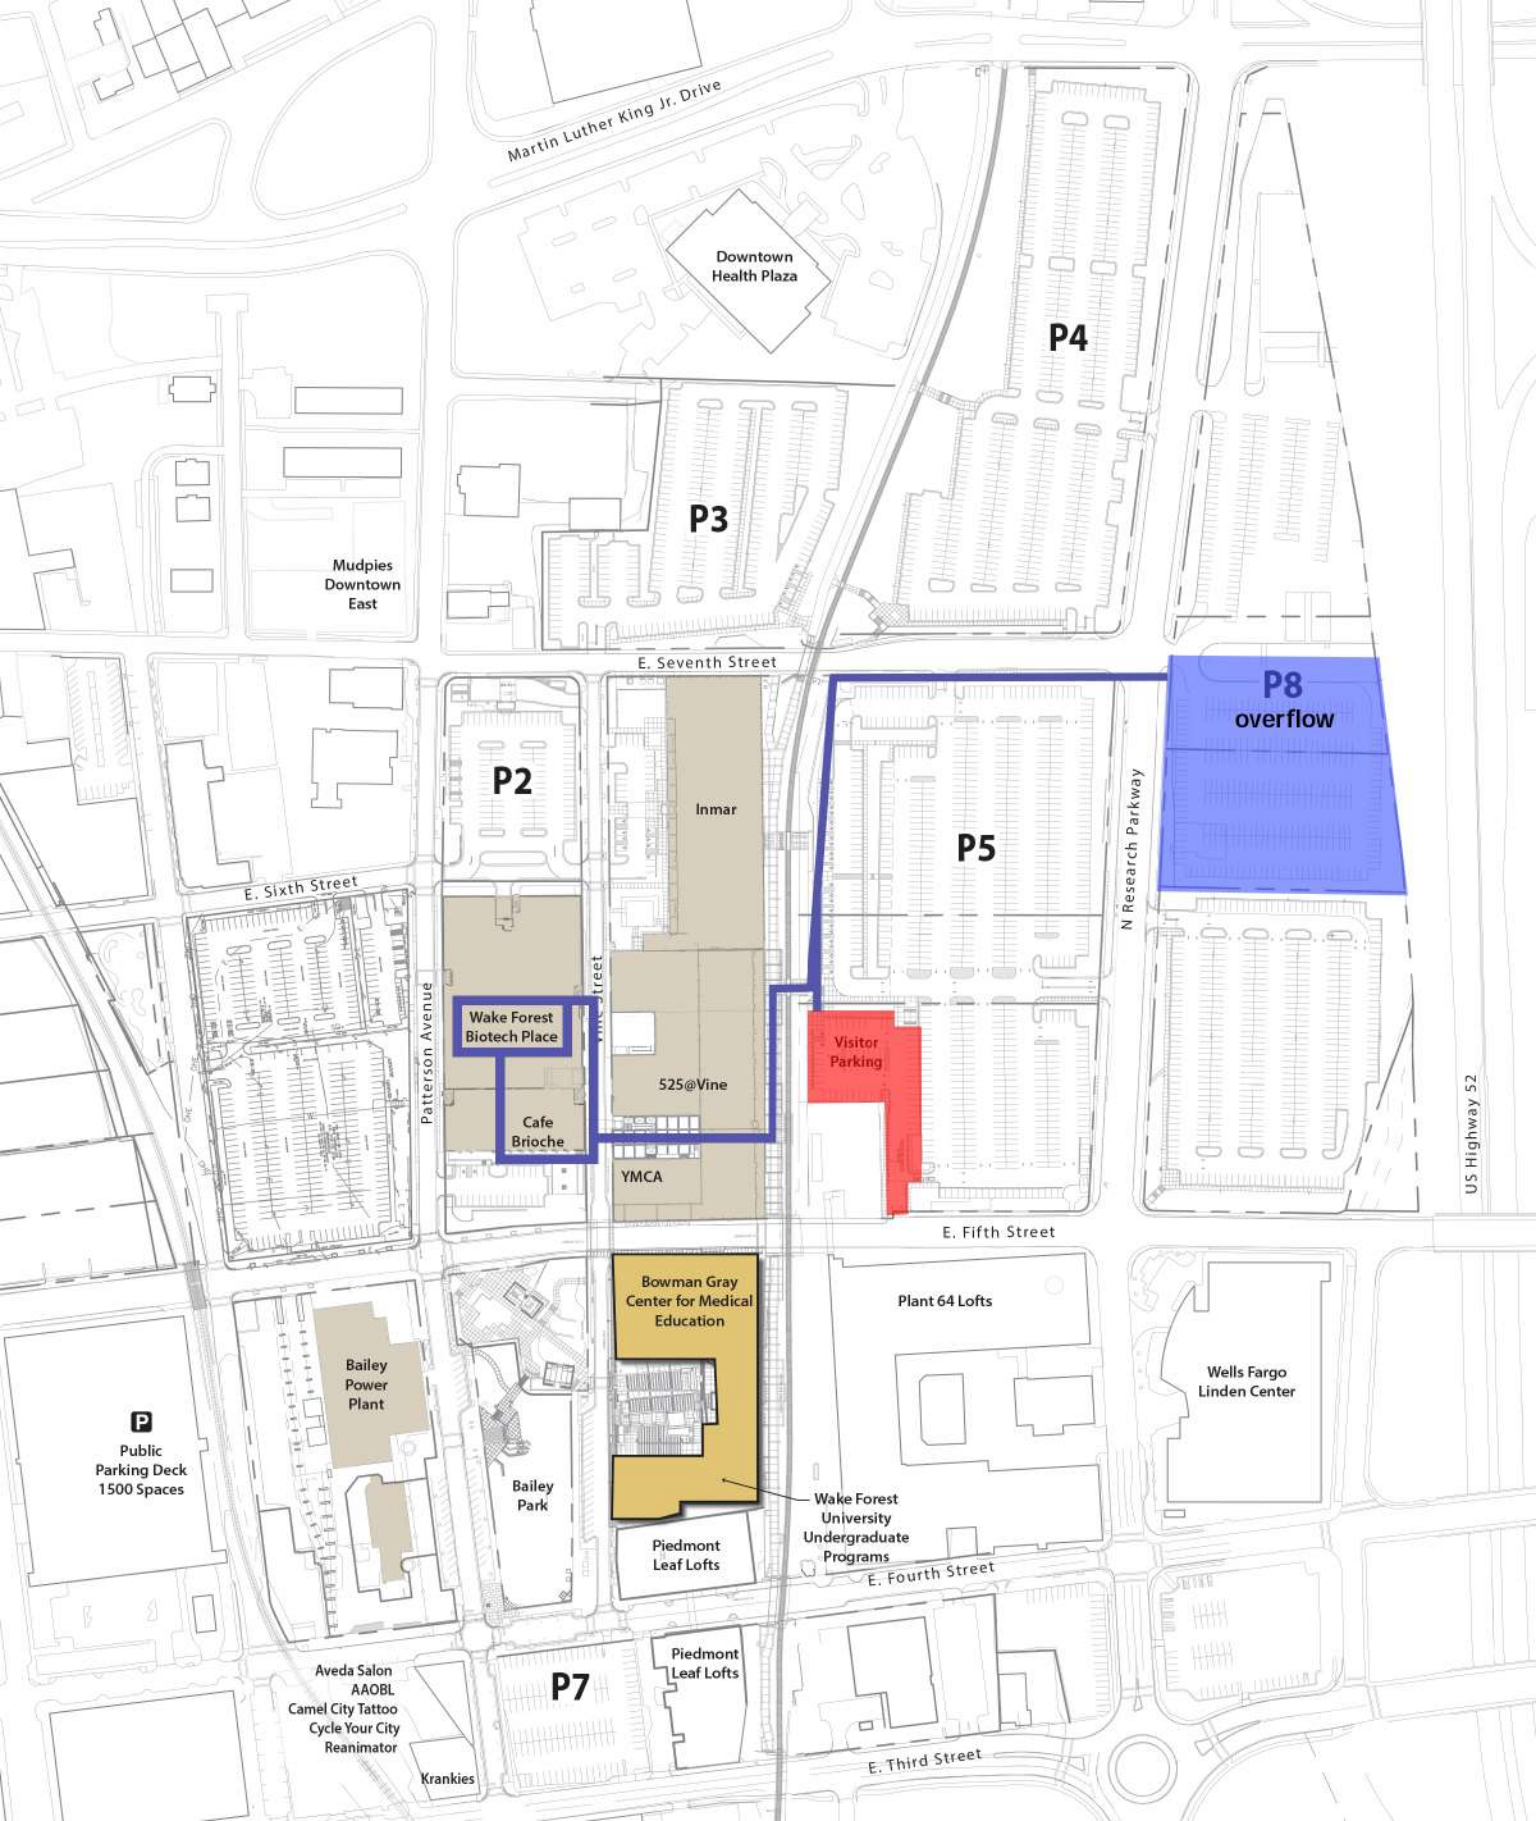 Martin Luther King Jr. Drive
Downtown
Health Plaza
P4
P3
Mudpies
Downtown
East
E. Seventh Street
P8
overflow
P2
Inmar
P5
N Research Parkway
E. Sixth Street
Patterson Avenue
Street
Wake Forest
Biotech Place
Visitor
Parking
525@Vine
Cafe
Brioche
YMCA
US Highway 52
E. Fifth Street
Bowman Gray
Center for Medical
Education
Plant 64 Lofts
Bailey
Power
Plant
Wells Fargo
Linden Center
P
Public
Parking Deck
1500 Spaces
Bailey
Park
Wake Forest
University
Undergraduate
Programs
Piedmont
Leaf Lofts
E. Fourth Street
Piedmont
Leaf Lofts
P7
Aveda Salon
AAOBL
Camel City Tattoo
Cycle Your City
Reanimator
Krankies
E. Third Street